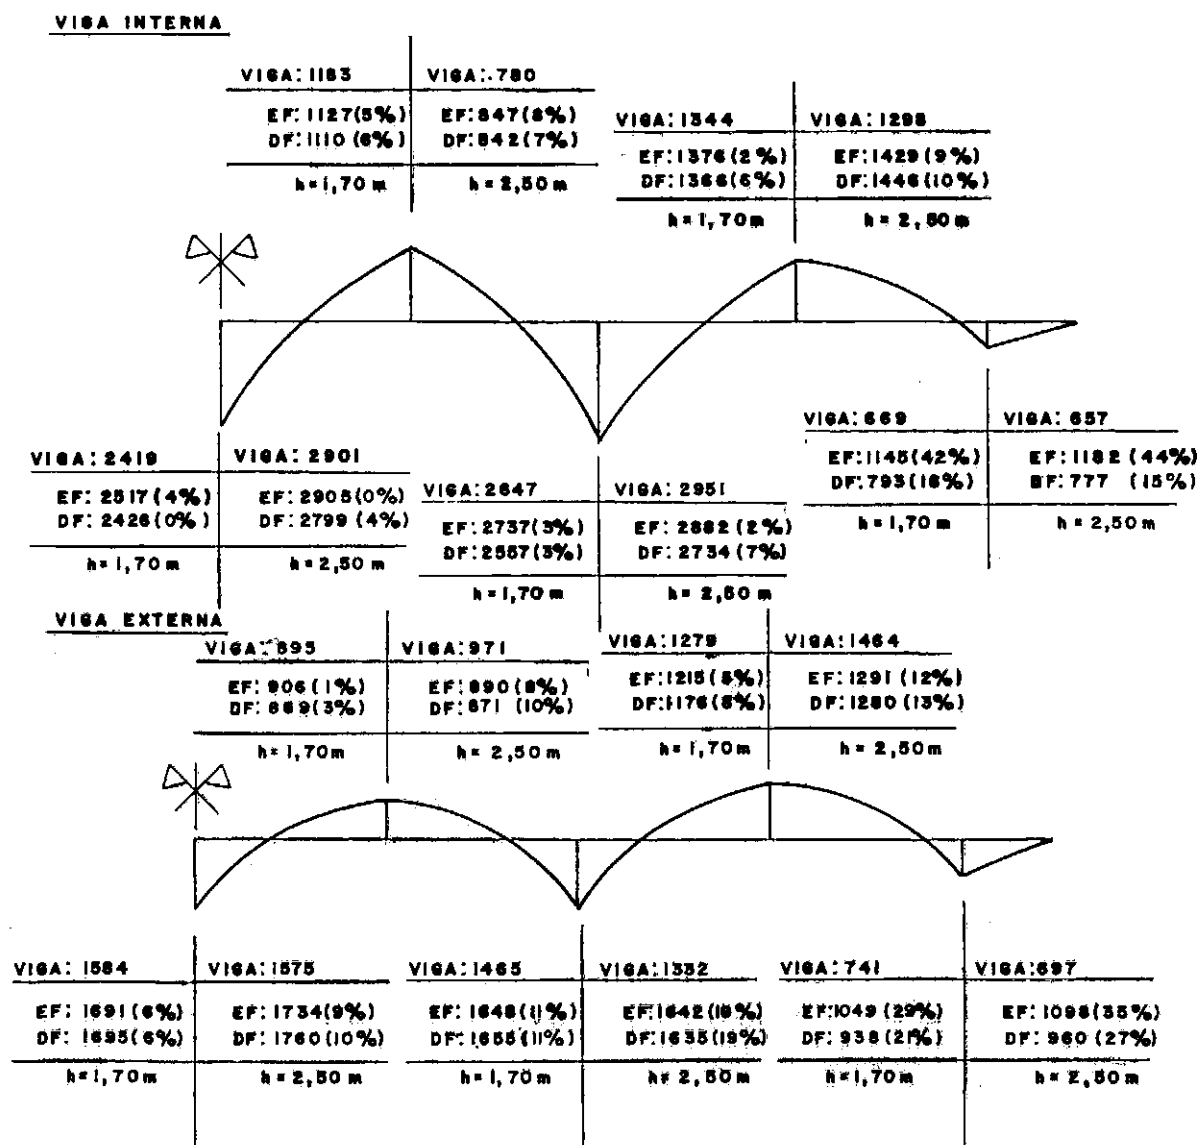 VIGA INTERNA
VIGA: 1183 VIGA: 780
EF: 1127(5%) EF: 847(8%)
DF: 1110 (6%) DF: 842(7%)
h = 1,70 m h = 2,50 m
VIGA: 1344 VIGA: 1298
EF: 1376 (2%) EF: 1429 (9%)
DF: 1366(5%) DF: 1446 (10%)
h = 1,70 m h = 2,50 m
VIGA: 2419 VIGA: 2901
EF: 2517 (4%) EF: 2905(0%)
DF: 2426(0%) DF: 2799 (4%)
h = 1,70 m h = 2,50 m
VIGA: 2647 VIGA: 2951
EF: 2737(3%) EF: 2882 (2%)
DF: 2557(3%) DF: 2734 (7%)
h = 1,70 m h = 2,50 m
VIGA: 669 VIGA: 657
EF: 1145(42%) EF: 1182 (44%)
DF: 793(16%) DF: 777 (15%)
h = 1,70 m h = 2,50 m
VIGA EXTERNA
VIGA: 895 VIGA: 971
EF: 906 (1%) EF: 890 (8%)
DF: 869(3%) DF: 871 (10%)
h = 1,70 m h = 2,50 m
VIGA: 1279 VIGA: 1464
EF: 1215(5%) EF: 1291 (12%)
DF: 1176(8%) DF: 1280 (13%)
h = 1,70 m h = 2,50 m
VIGA: 1584 VIGA: 1575
EF: 1691 (6%) EF: 1734(9%)
DF: 1695(6%) DF: 1760 (10%)
h = 1,70 m h = 2,50 m
VIGA: 1465 VIGA: 1332
EF: 1648 (11%) EF: 1642
DF: 1655 (11%) DF: 1635 (19%)
h = 1,70 m h = 2,50 m
VIGA: 741 VIGA: 697
EF: 1049 (29%) EF: 1098(35%)
DF: 938 (21%) DF: 960 (27%)
h = 1,70 m h = 2,50 m